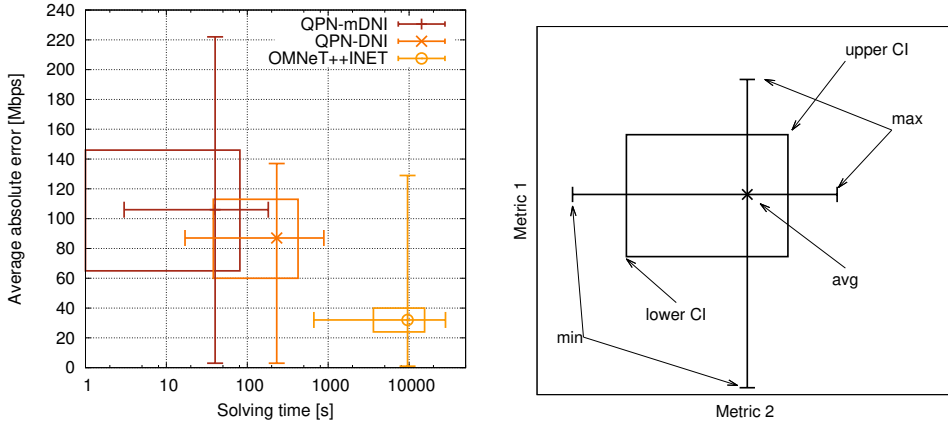 QPN-mDNI
QPN-DNI
OMNeT++INET
Average absolute error [Mbps]
240
220
200
180
160
140
120
100
80
60
40
20
0
1 10 100 1000 10000
Solving time [s]
upper CI
max
Metric 1
avg
lower CI
min
Metric 2